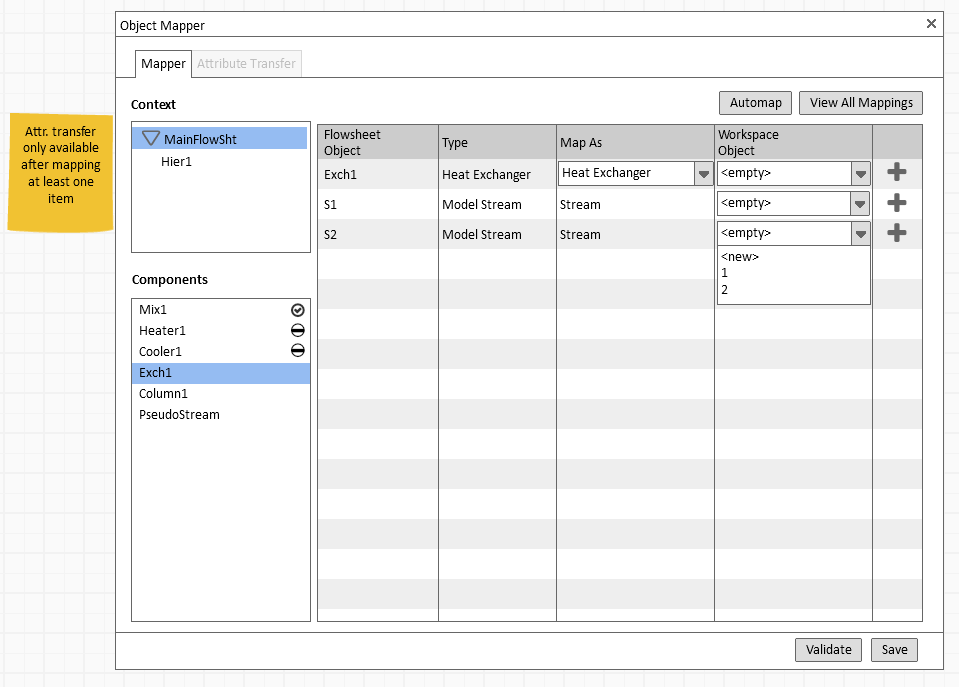 Object Mapper
Mapper
Attribute Transfer
Attr. transfer
only available
after mapping
at least one
item
Context
Automap
View All Mappings
MainFlowSht
Hier1
Components
Mix1
Heater1
Cooler1
Exch1
Column1
PseudoStream
Flowsheet
Object
Type
Map As
Workspace
Object
Exch1
Heat Exchanger
Heat Exchanger
<empty>
S1
Model Stream
Stream
<empty>
S2
Model Stream
Stream
<empty>
<new>
1
2
Validate
Save